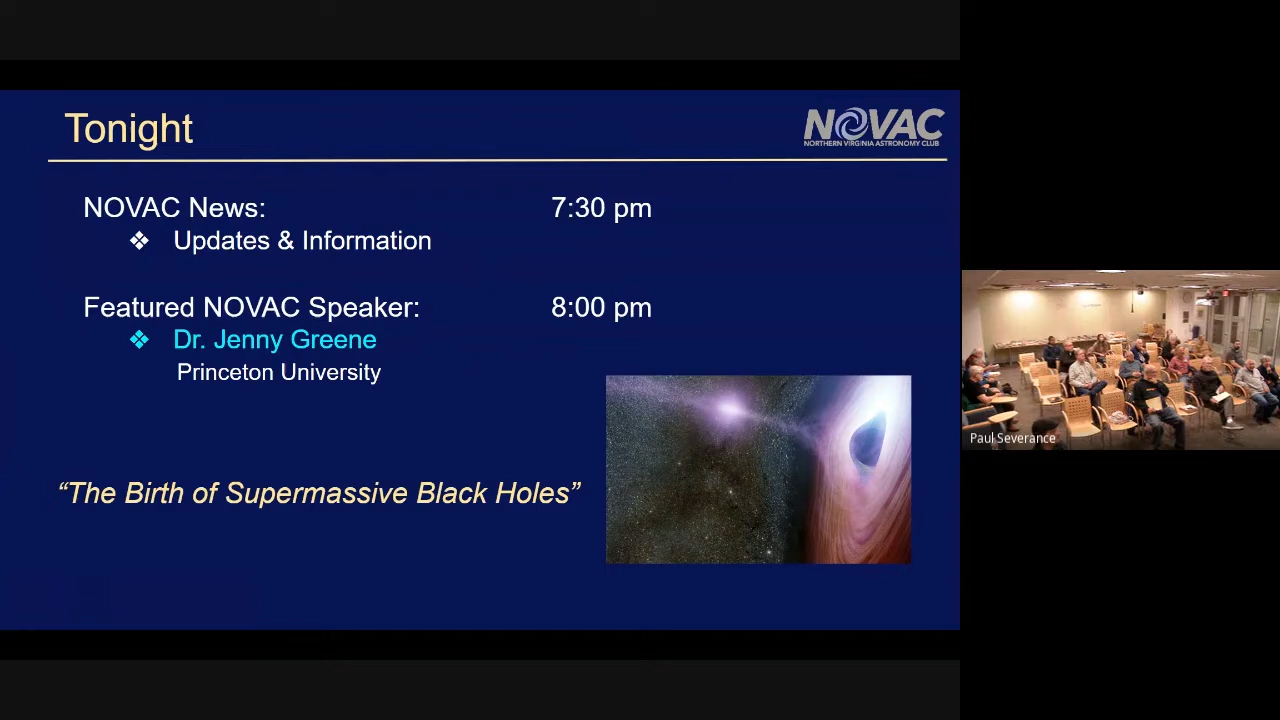 Tonight
NOVAC
NORTHERN VIRGINIA ASTRONOMY CLUB
NOVAC News: 7:30 pm
❖ Updates & Information
Featured NOVAC Speaker: 8:00 pm
❖ Dr. Jenny Greene
Princeton University
“The Birth of Supermassive Black Holes”
Paul Severance